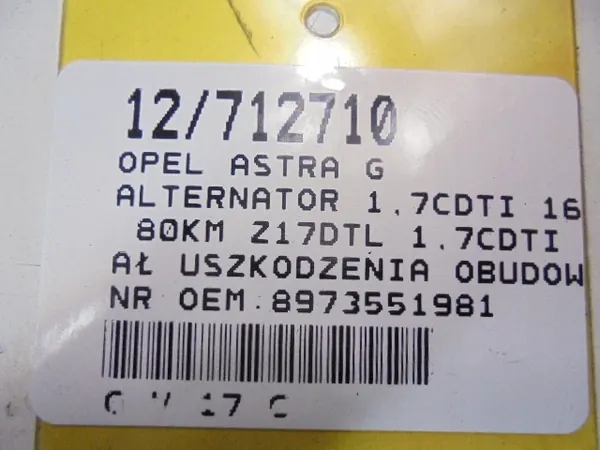 12/712710
OPEL ASTRA G
ALTERNATOR 1.7CDTI 16
80KM Z17DTL 1.7CDTI
AŁ USZKODZENIA OBUDOW
NR OEM 8973551981